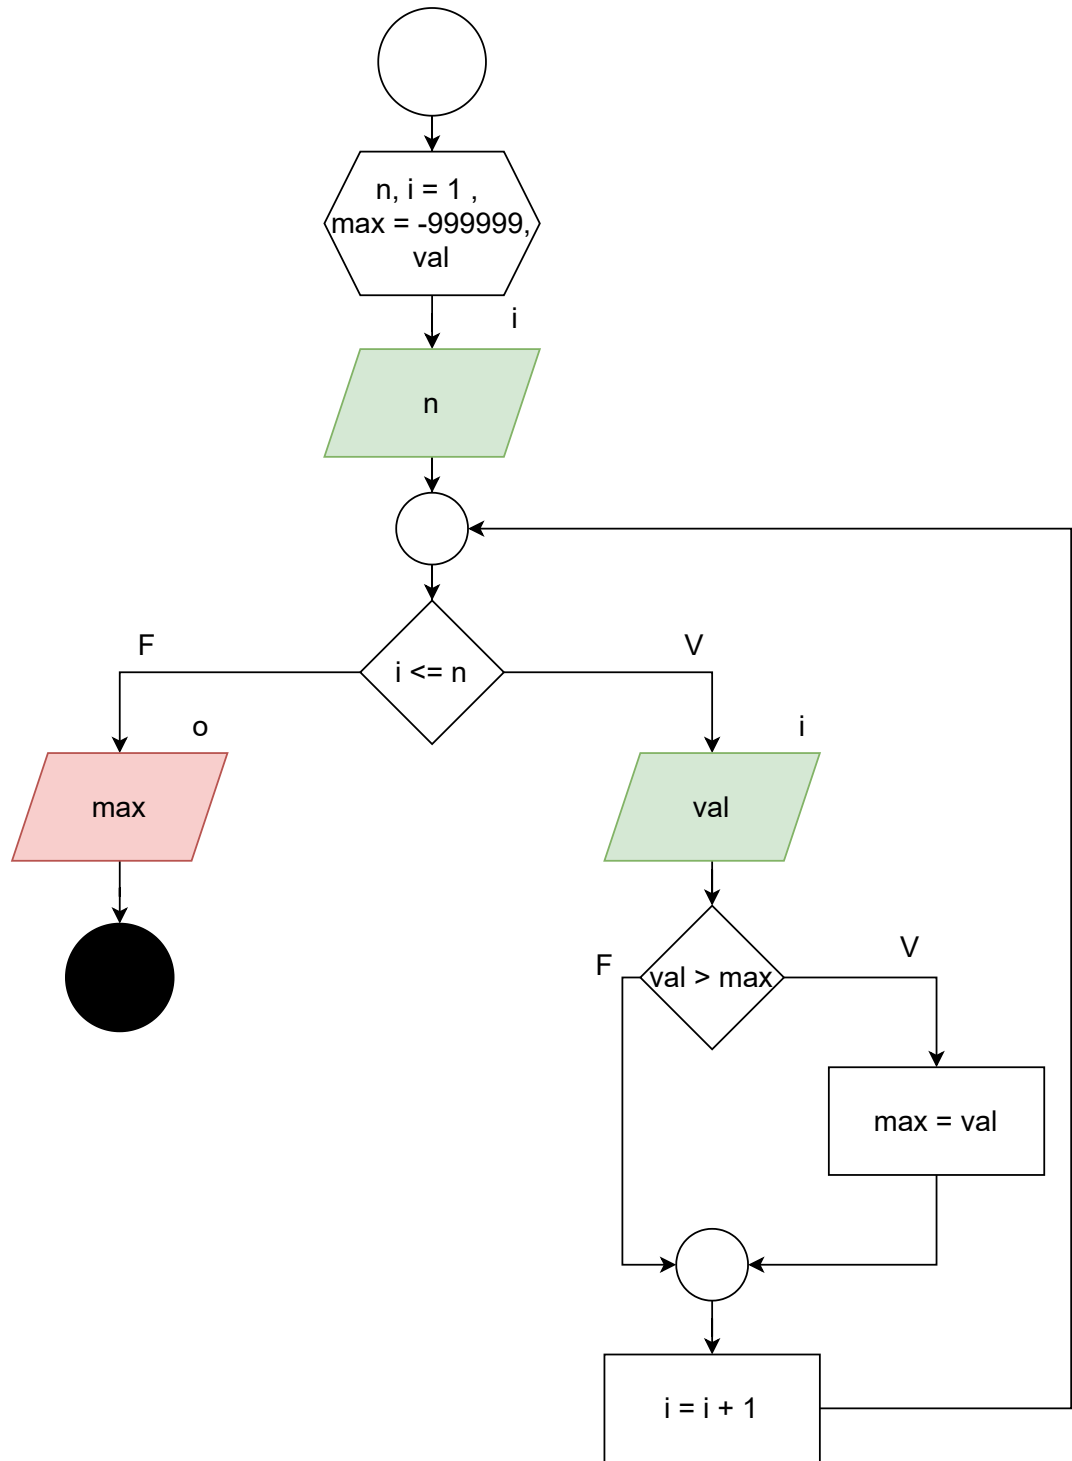 n, i = 1 ,
max = -999999,
val
i
n
i <= n
F
V
o
max
i
val
val > max
F
V
max = val
i = i + 1